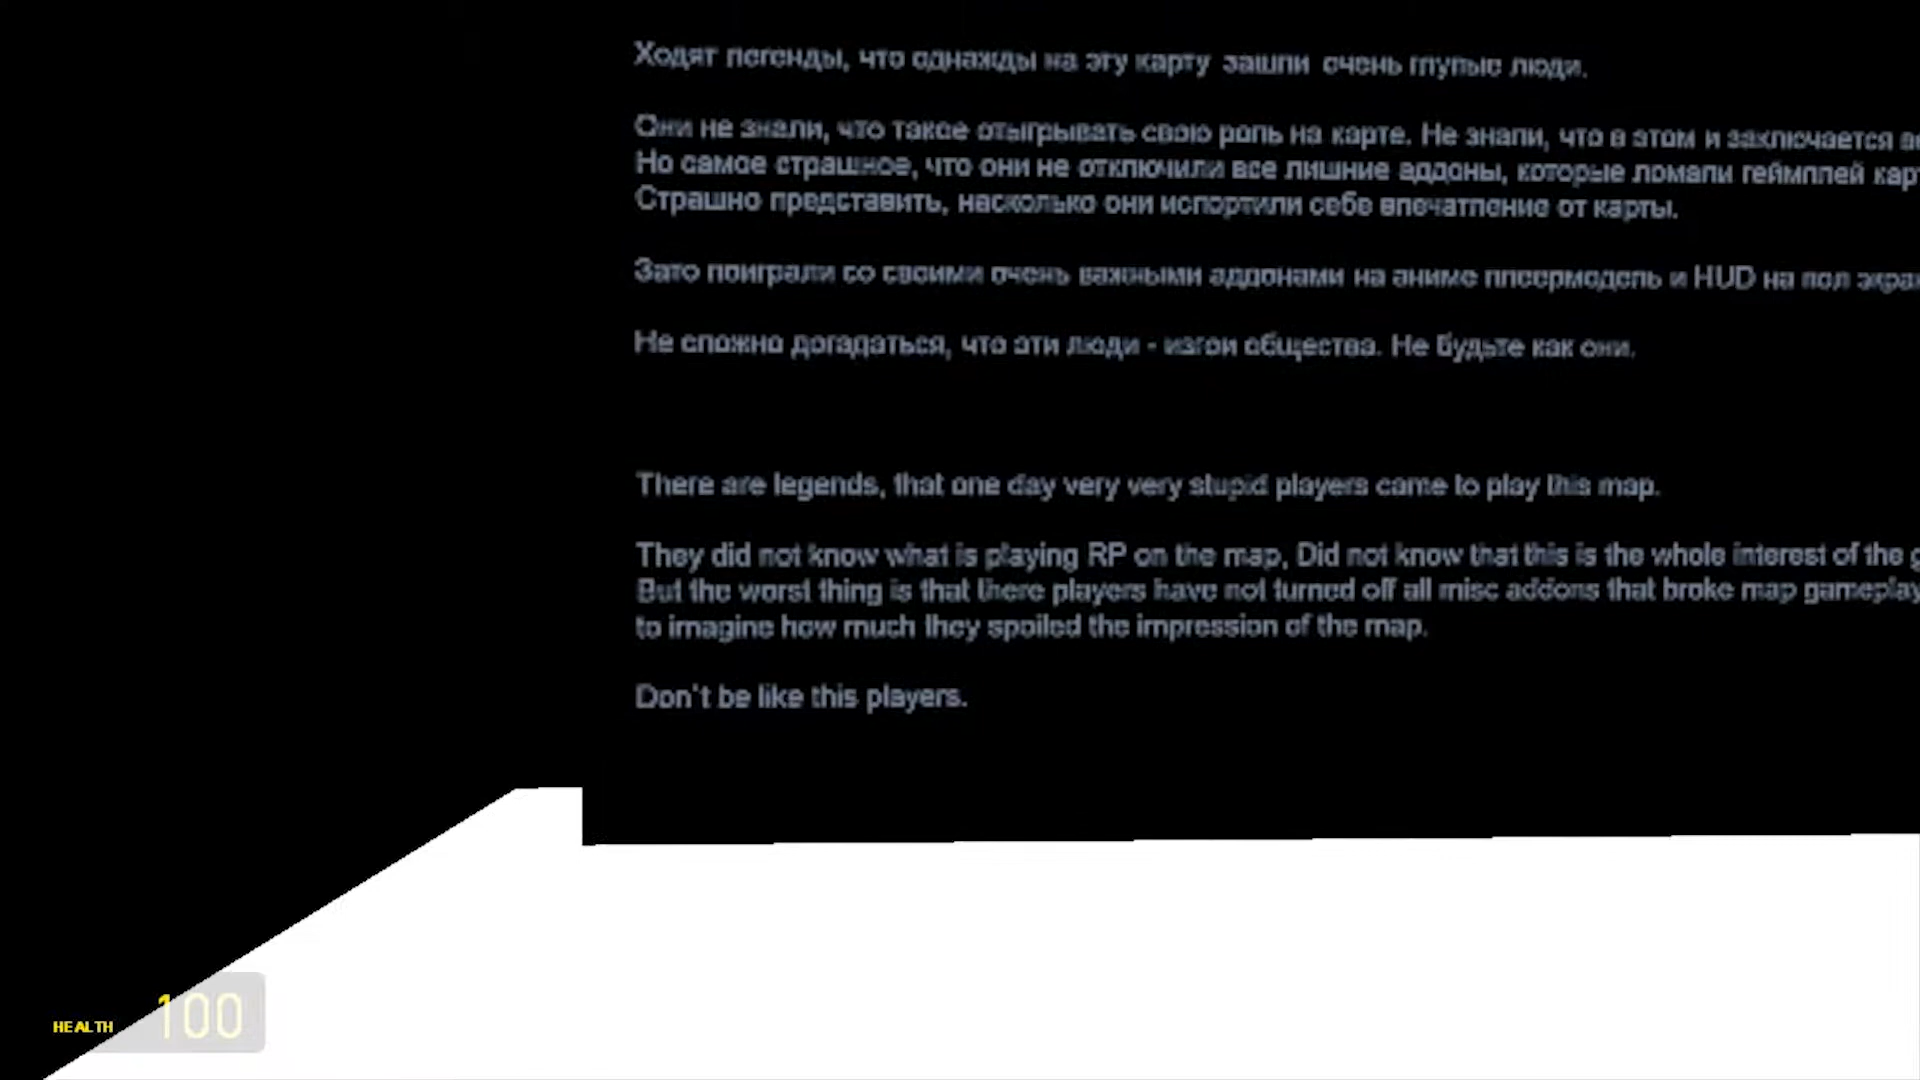 Ходят легенды, что однажды на эту карту зашли очень глупые люди.
Они не знали, что такое отыгрывать свою роль на карте. Не знали, что в этом и заключается
Но самое страшное, что они не отключили все лишние аддоны, которые ломали геймплей кар
Страшно представить, насколько они испортили себе впечатление от карты.
Зато поиграли со своими очень важными аддонами на аниме плеермодель и HUD на пол экра
Не сложно догадаться, что эти люди - изгои общества. Не будьте как они.
There are legends, that one day very very stupid players came to play this map.
They did not know what is playing RP on the map, Did not know that this is the whole interest of the g
But the worst thing is that there players have not turned off all misc addons that broke map gameplay
to imagine how much they spoiled the impression of the map.
Don't be like this players.
HEALTH 100